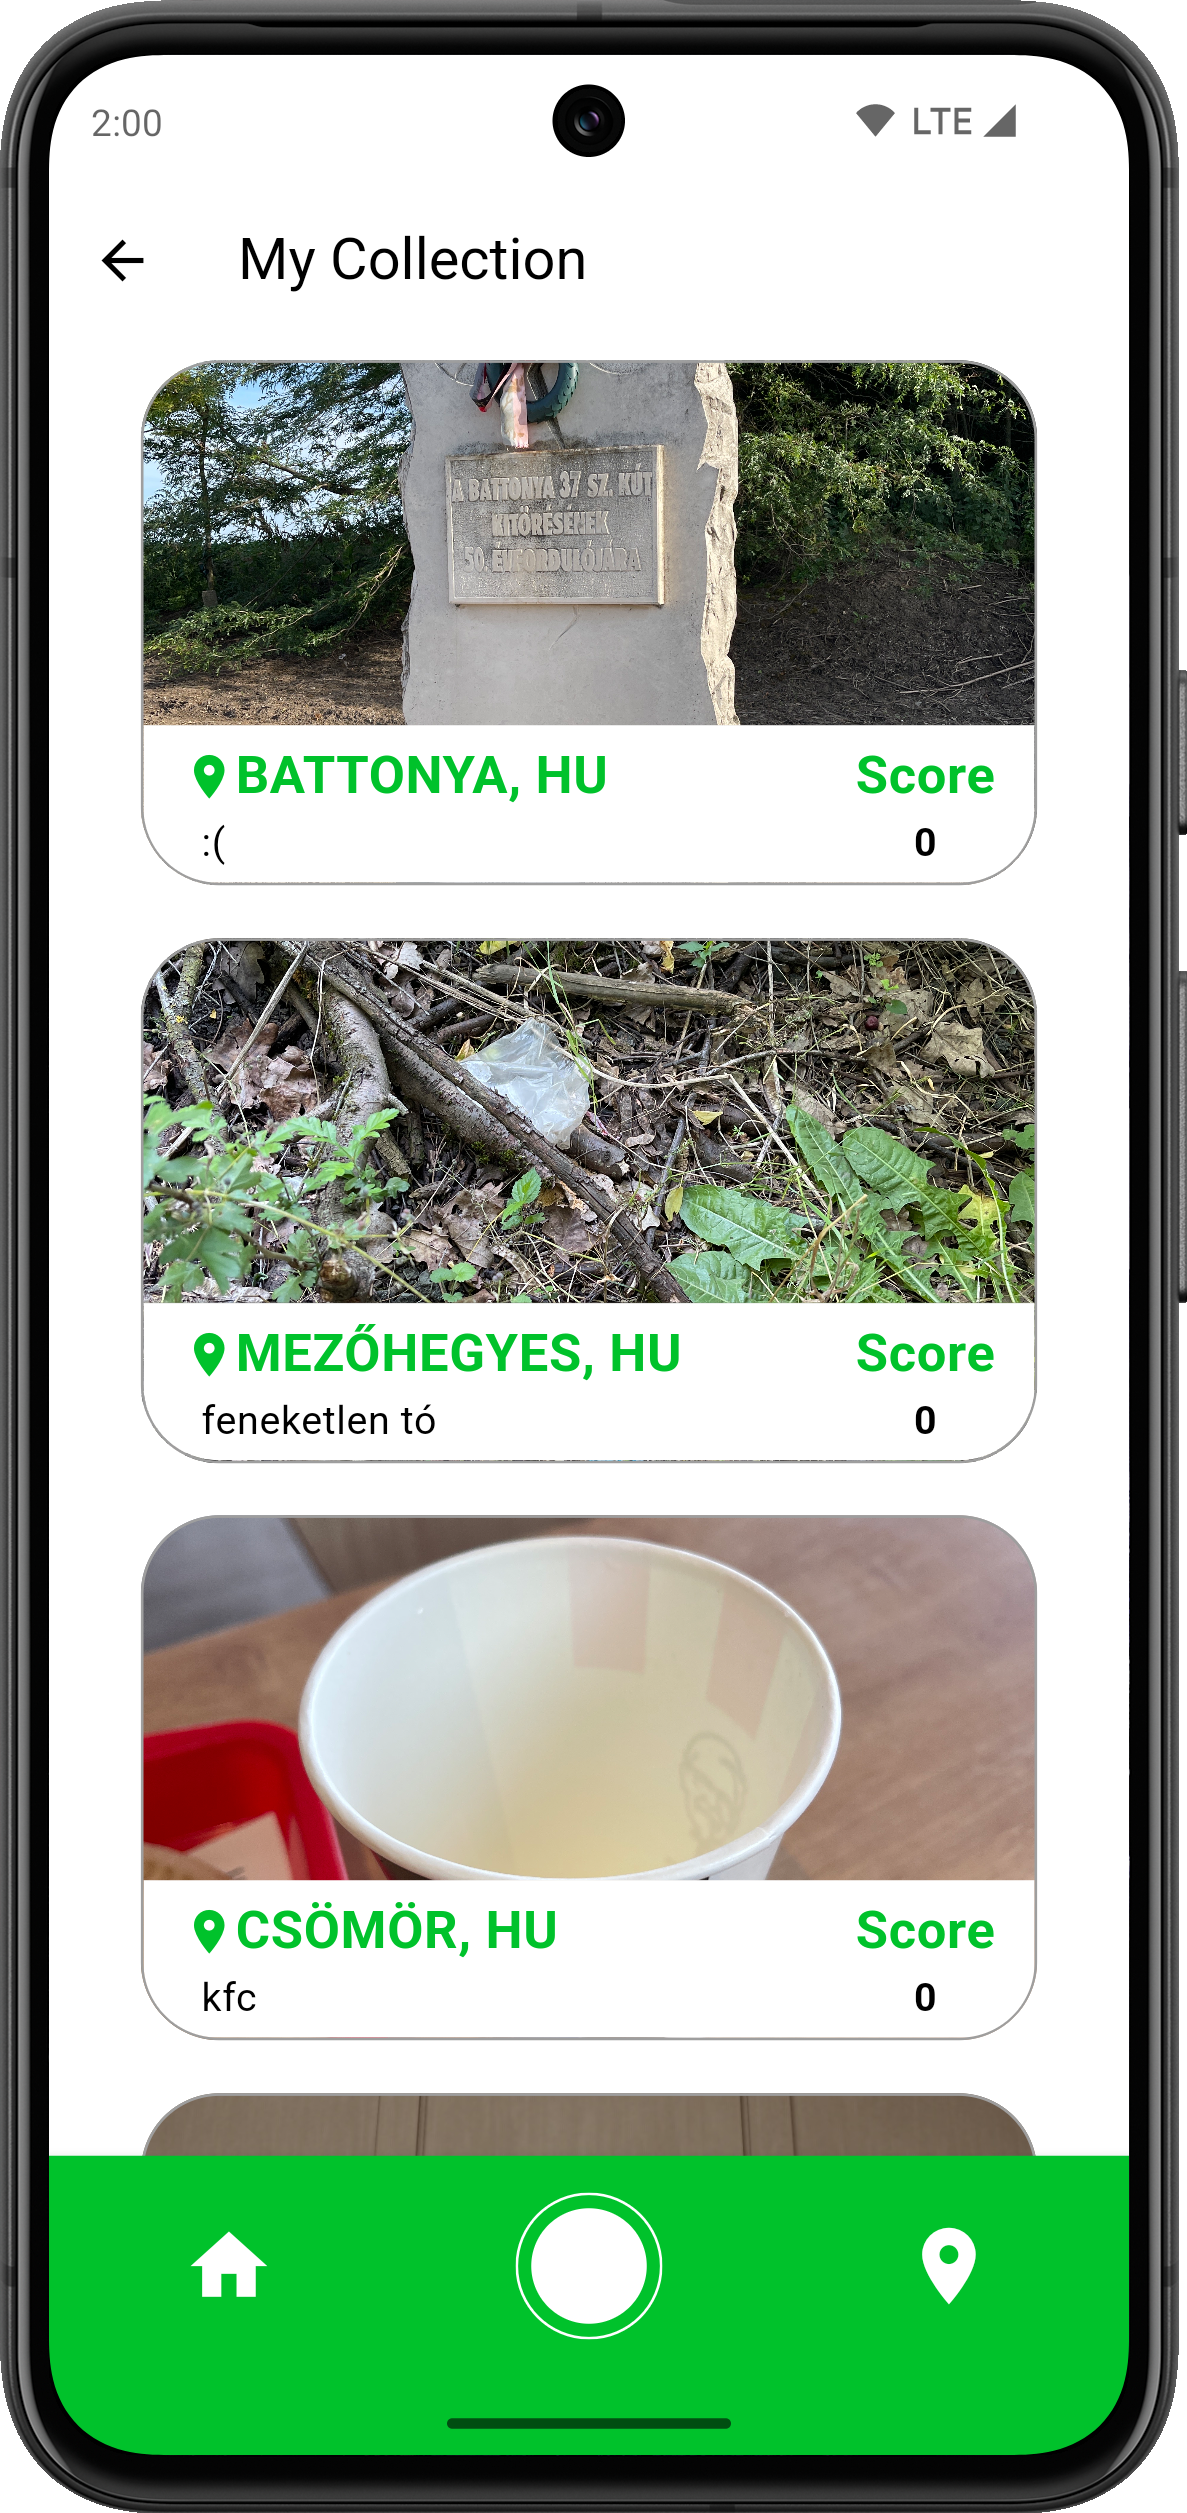 2:00
LTE
My Collection
A BATTONYA 37 SZ. KÚT
KITÖRÉSÉNEK
50. ÉVFORDULÓJÁRA
BATTONYA, HU
Score
:(
0
MEZŐHEGYES, HU
Score
feneketlen tó
0
CSÖMÖR, HU
Score
kfc
0